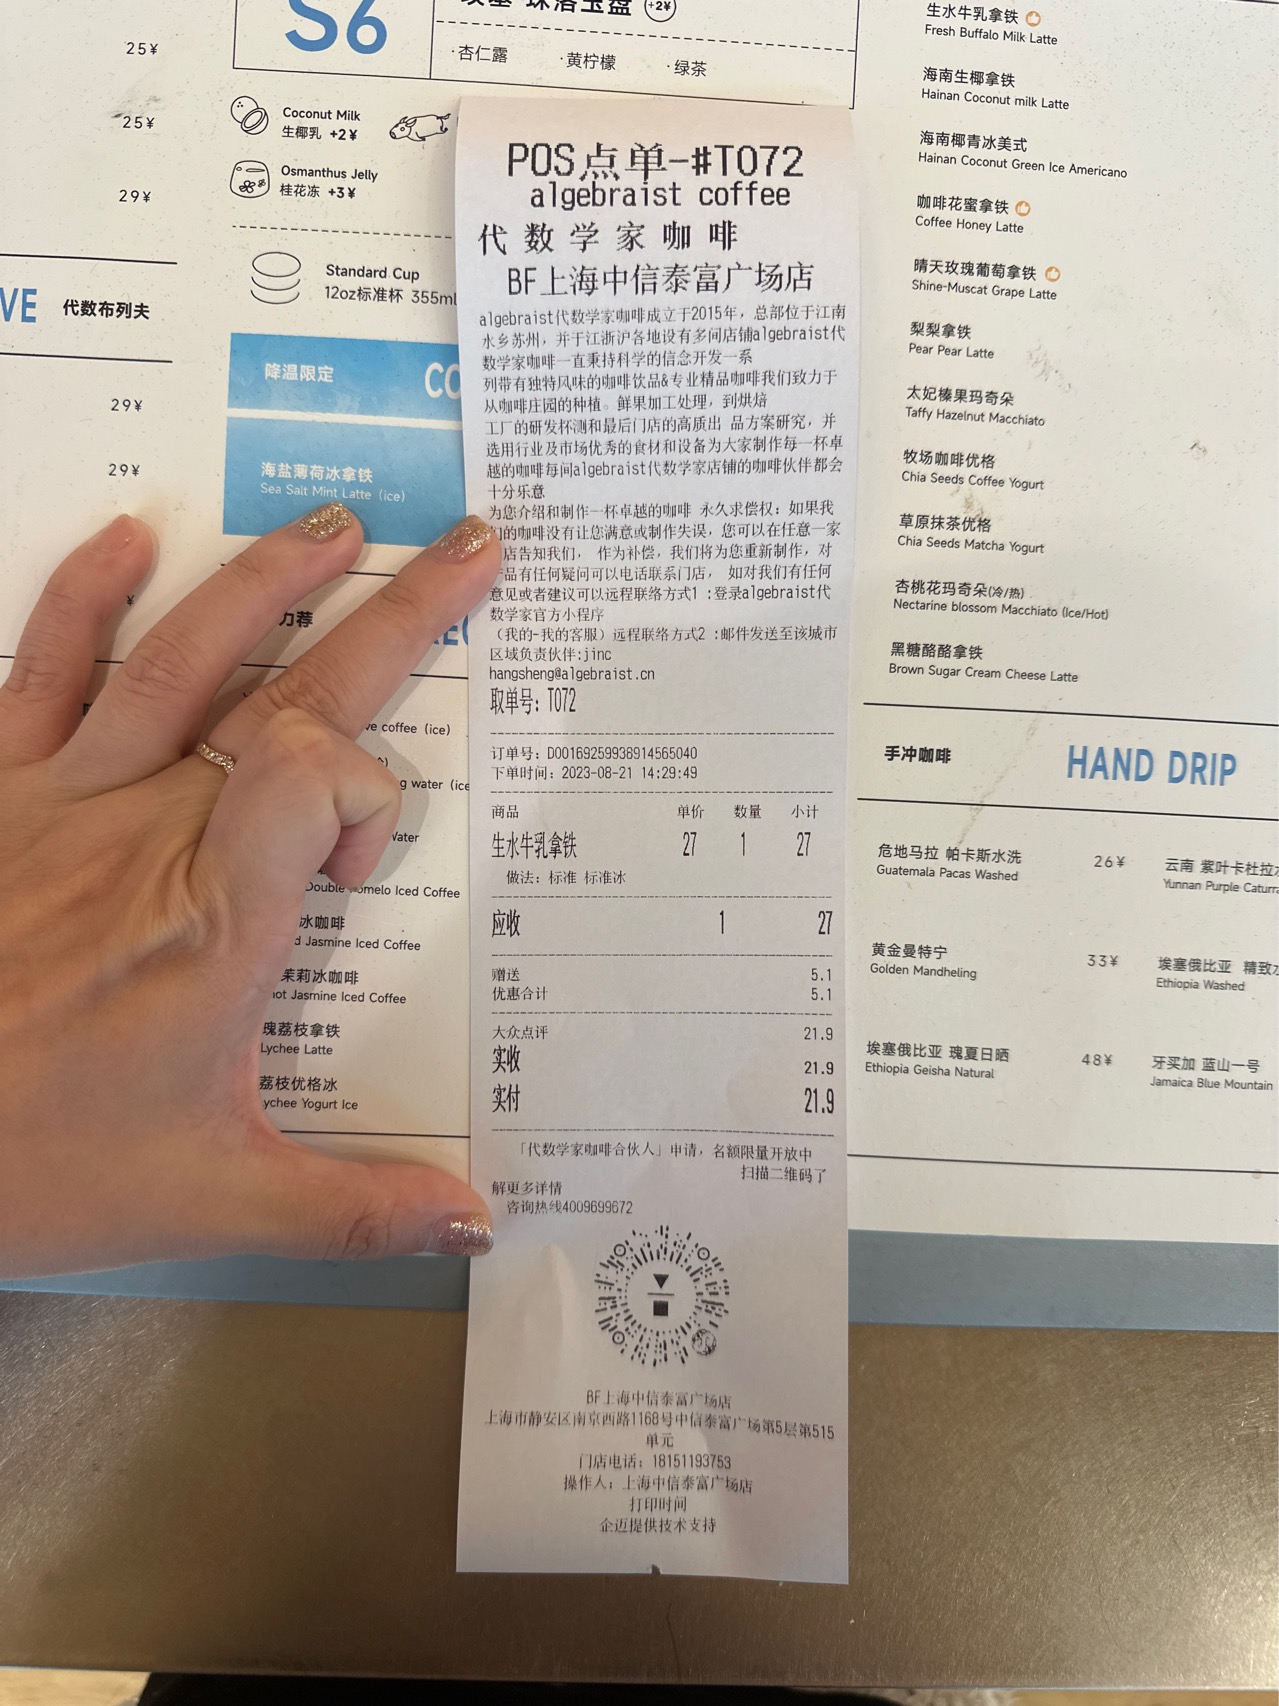 25¥
25¥
29¥
代数布列夫
29¥
29¥
S6
+2¥
·杏仁露 ·黄柠檬 ·绿茶
Coconut Milk
生椰乳 +2¥
Osmanthus Jelly
桂花冻 +3¥
Standard Cup
12oz标准杯 355ml
降温限定
海盐薄荷冰拿铁
Sea Salt Mint Latte (ice)
力荐
coffee (ice)
water
Iced Coffee
冰咖啡
Jasmine Iced Coffee
茉莉冰咖啡
Jasmine Iced Coffee
瑰荔枝拿铁
Lychee Latte
荔枝优格冰
Lychee Yogurt Ice
POS点单-#T072
algebraist coffee
代数学家咖啡
BF上海中信泰富广场店
algebraist代数学家咖啡成立于2015年，总部位于江南
水乡苏州，并于江浙沪各地设有多间店铺algebraist代
数学家咖啡一直秉持科学的信念开发一系
列带有独特风味的咖啡饮品&专业精品咖啡我们致力于
从咖啡庄园的种植。鲜果加工处理，到烘焙
工厂的研发杯测和最后门店的高质出 品方案研究，并
选用行业及市场优秀的食材和设备为大家制作每一杯卓
越的咖啡每间algebraist代数学家店铺的咖啡伙伴都会
十分乐意
为您介绍和制作一杯卓越的咖啡 永久求偿权：如果我
们的咖啡没有让您满意或制作失误，您可以在任意一家
店告知我们， 作为补偿，我们将为您重新制作，对
产品有任何疑问可以电话联系门店， 如对我们有任何
意见或者建议可以远程联络方式1 :登录algebraist代
数学家官方小程序
（我的-我的客服）远程联络方式2 :邮件发送至该城市
区域负责伙伴:jinc
hangsheng@algebraist.cn
取单号: T072
订单号: D00169259938914565040
下单时间: 2023-08-21 14:29:49
商品 单价 数量 小计
生水牛乳拿铁 27 1 27
做法: 标准 标准冰
应收 1 27
赠送 5.1
优惠合计 5.1
大众点评 21.9
实收 21.9
实付 21.9
「代数学家咖啡合伙人」申请，名额限量开放中
扫描二维码了
解更多详情
咨询热线4009699672
BF上海中信泰富广场店
上海市静安区南京西路1168号中信泰富广场第5层第515
单元
门店电话: 18151193753
操作人: 上海中信泰富广场店
打印时间
企迈提供技术支持
生水牛乳拿铁
Fresh Buffalo Milk Latte
海南生椰拿铁
Hainan Coconut milk Latte
海南椰青冰美式
Hainan Coconut Green Ice Americano
咖啡花蜜拿铁
Coffee Honey Latte
晴天玫瑰葡萄拿铁
Shine-Muscat Grape Latte
梨梨拿铁
Pear Pear Latte
太妃榛果玛奇朵
Taffy Hazelnut Macchiato
牧场咖啡优格
Chia Seeds Coffee Yogurt
草原抹茶优格
Chia Seeds Matcha Yogurt
杏桃花玛奇朵(冷/热)
Nectarine blossom Macchiato (Ice/Hot)
黑糖酪酪拿铁
Brown Sugar Cream Cheese Latte
手冲咖啡 HAND DRIP
危地马拉 帕卡斯水洗 26¥
Guatemala Pacas Washed
云南 紫叶卡杜拉
Yunnan Purple Caturra
黄金曼特宁 33¥
Golden Mandheling
埃塞俄比亚 精致
Ethiopia Washed
埃塞俄比亚 瑰夏日晒 48¥
Ethiopia Geisha Natural
牙买加 蓝山一号
Jamaica Blue Mountain